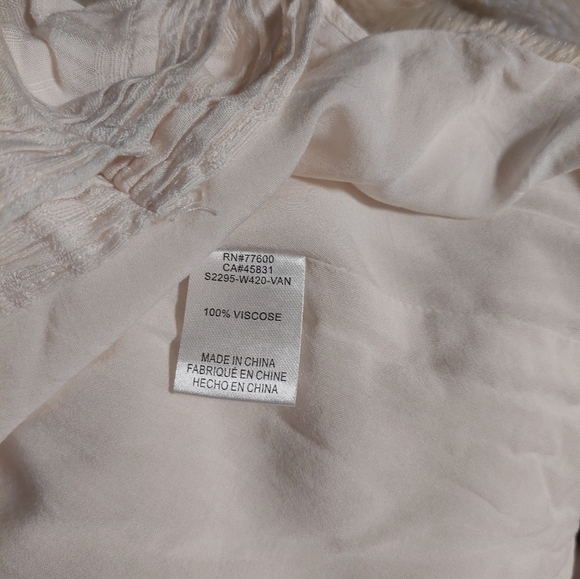 RN#77600
CA#45831
S2295-W420-VAN
100% VISCOSE
MADE IN CHINA
FABRIQUÉ EN CHINE
HECHO EN CHINA